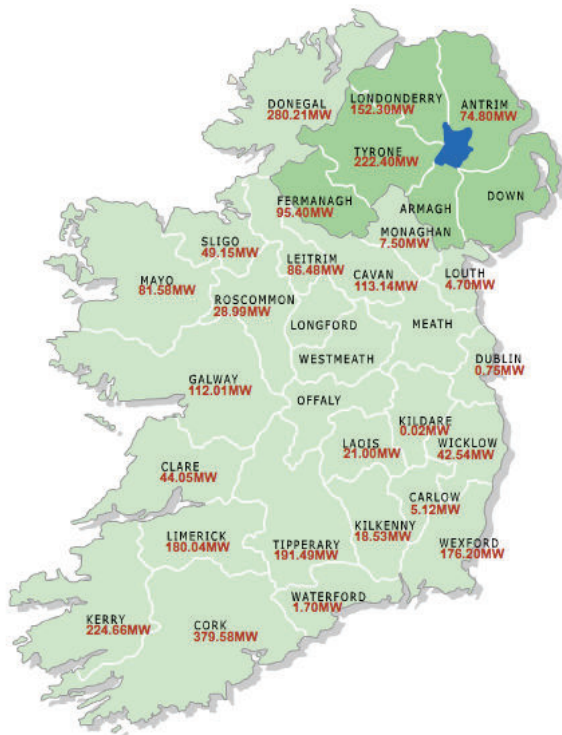 LONDONDERRY
152.30MW
ANTRIM
74.80MW
DONEGAL
280.21MW
TYRONE
222.40MW
DOWN
FERMANAGH
95.40MW
ARMAGH
MONAGHAN
7.50MW
SLIGO
49.15MW
LEITRIM
86.48MW
CAVAN
113.14MW
LOUTH
4.70MW
MAYO
81.58MW
ROSCOMMON
28.99MW
LONGFORD
MEATH
WESTMEATH
DUBLIN
0.75MW
GALWAY
112.01MW
OFFALY
KILDARE
0.02MW
LAOIS
21.00MW
WICKLOW
42.54MW
CLARE
44.05MW
CARLOW
5.12MW
KILKENNY
18.53MW
LIMERICK
180.04MW
TIPPERARY
191.49MW
WEXFORD
176.20MW
WATERFORD
1.70MW
KERRY
224.66MW
CORK
379.58MW